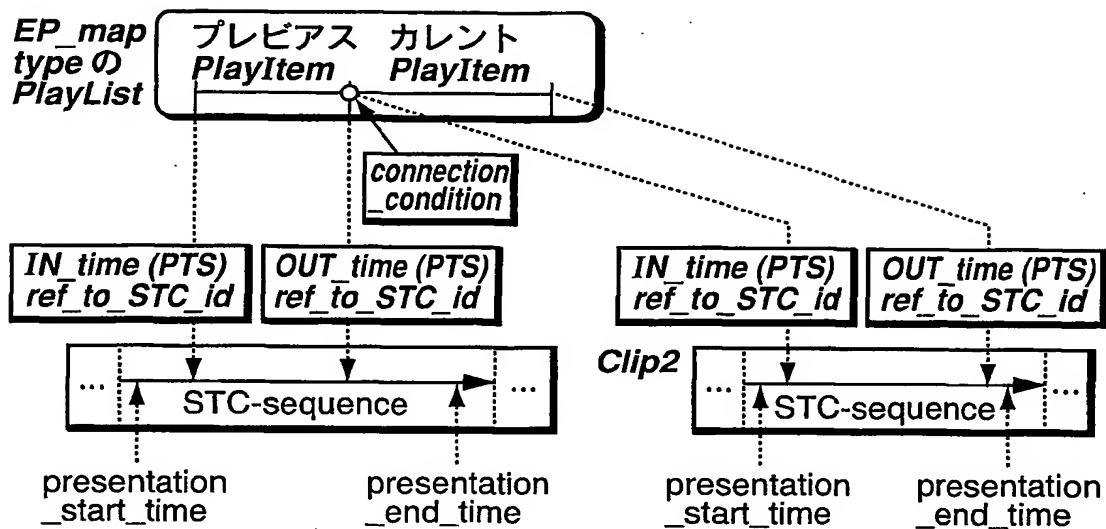 EP_map
type の
PlayList
プレビアス カレント
PlayItem PlayItem
connection
_condition
IN_time (PTS)
ref_to_STC_id
OUT_time (PTS)
ref_to_STC_id
IN_time (PTS)
ref_to_STC_id
OUT_time (PTS)
ref_to_STC_id
... STC-sequence ...
Clip2
... STC-sequence ...
presentation
_start_time
presentation
_end_time
presentation
_start_time
presentation
_end_time